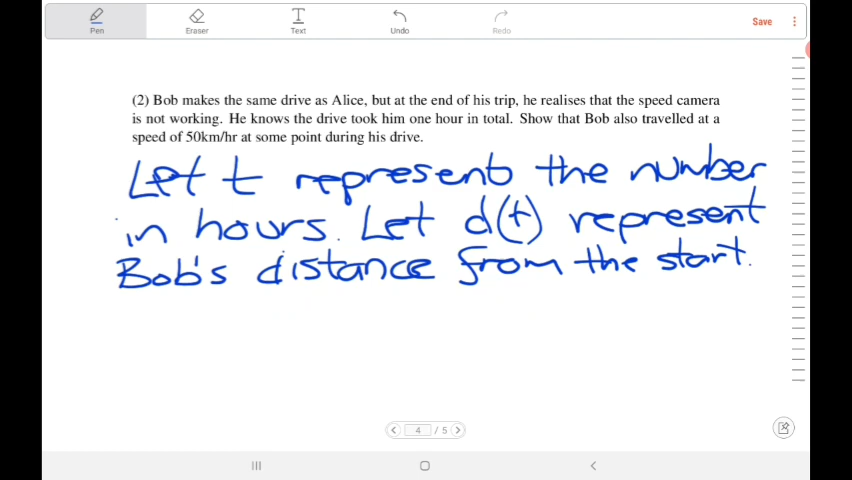 Pen
Eraser
Text
Undo
Redo
Save
(2) Bob makes the same drive as Alice, but at the end of his trip, he realises that the speed camera
is not working. He knows the drive took him one hour in total. Show that Bob also travelled at a
speed of 50km/hr at some point during his drive.
Let t represents the number
in hours. Let d(t) represent
Bob's distance from the start.
4 / 5